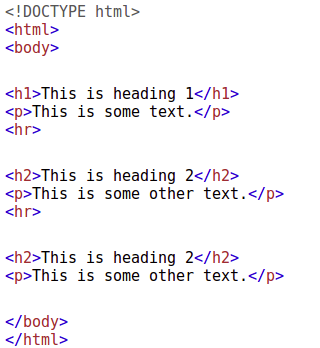 <!DOCTYPE html>
<html>
<body>
<h1>This is heading 1</h1>
<p>This is some text.</p>
<hr>
<h2>This is heading 2</h2>
<p>This is some other text.</p>
<hr>
<h2>This is heading 2</h2>
<p>This is some other text.</p>
</body>
</html>